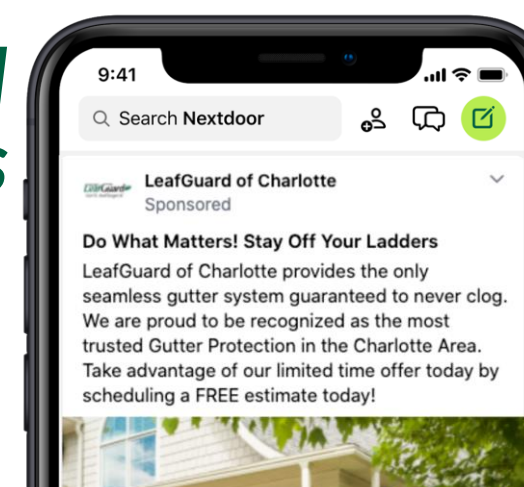 9:41
Search Nextdoor
LeafGuard
LeafGuard of Charlotte
Sponsored
Do What Matters! Stay Off Your Ladders
LeafGuard of Charlotte provides the only
seamless gutter system guaranteed to never clog.
We are proud to be recognized as the most
trusted Gutter Protection in the Charlotte Area.
Take advantage of our limited time offer today by
scheduling a FREE estimate today!